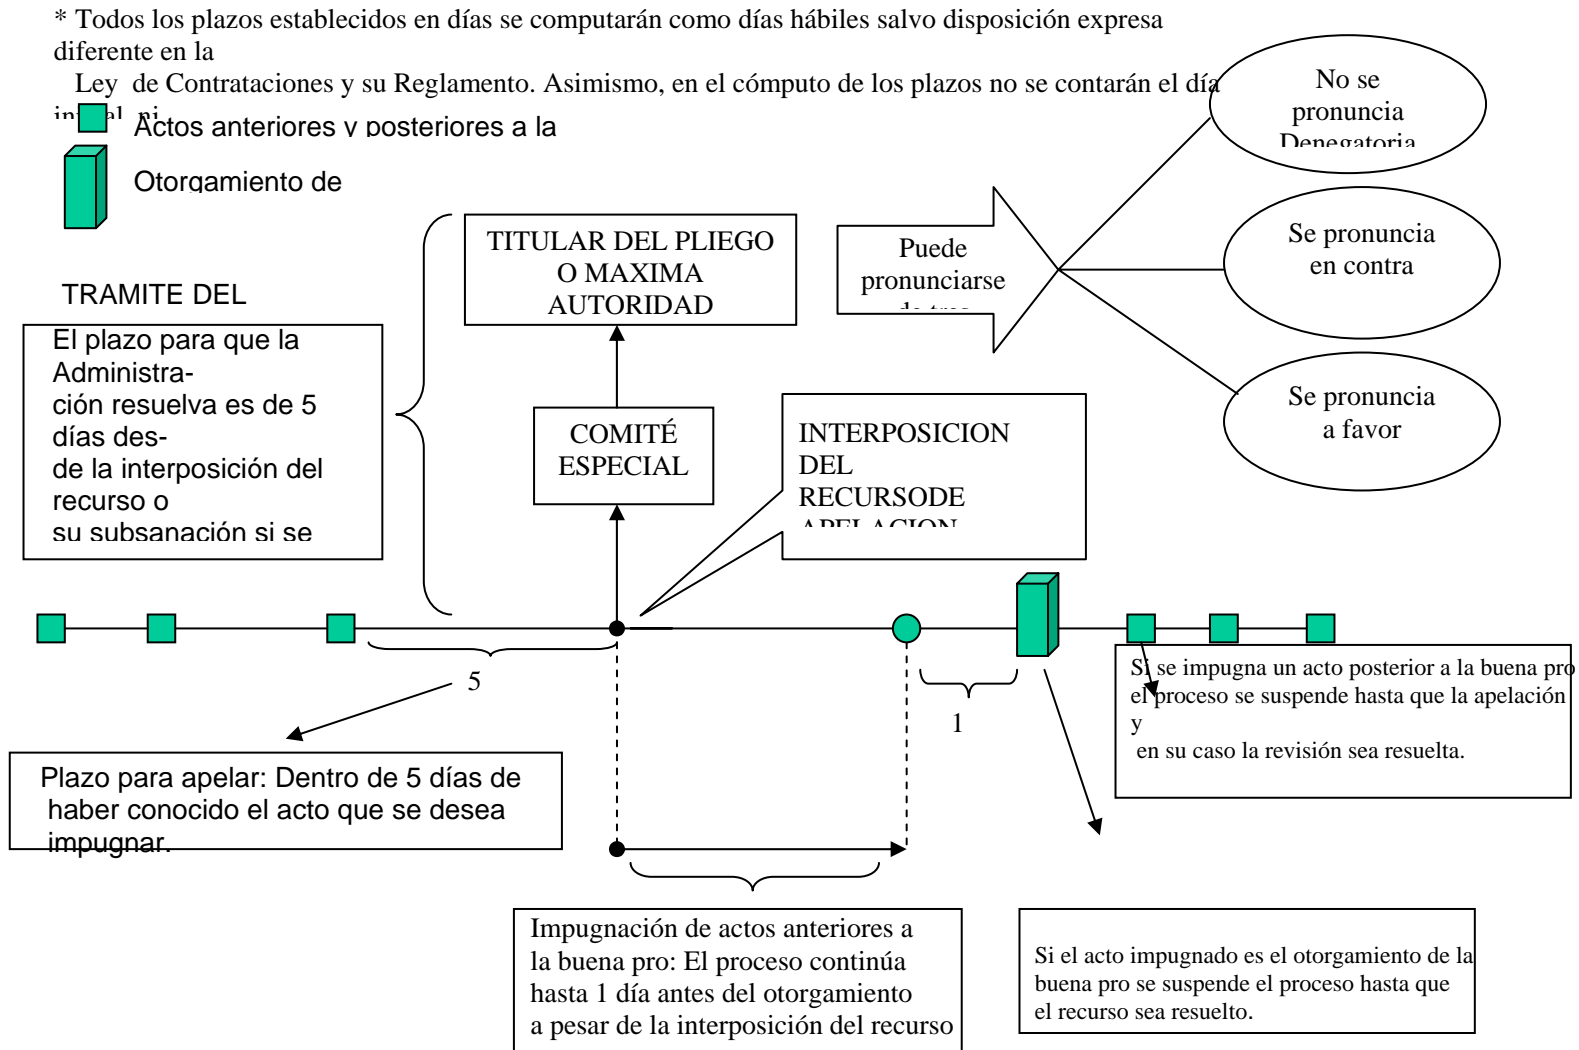 * Todos los plazos establecidos en días se computarán como días hábiles salvo disposición expresa
diferente en la
Ley de Contrataciones y su Reglamento. Asimismo, en el cómputo de los plazos no se contarán el día
Actos anteriores y posteriores a la
Otorgamiento de
No se
pronuncia
Denegatoria
TITULAR DEL PLIEGO
O MAXIMA
AUTORIDAD
Puede
pronunciarse
de tres
Se pronuncia
en contra
TRAMITE DEL
El plazo para que la
Administra-
ción resuelva es de 5
días des-
de la interposición del
recurso o
su subsanación si se
COMITÉ
ESPECIAL
INTERPOSICION
DEL
RECURSODE
APELACION
Se pronuncia
a favor
5
1
Si se impugna un acto posterior a la buena pro
el proceso se suspende hasta que la apelación
y
en su caso la revisión sea resuelta.
Plazo para apelar: Dentro de 5 días de
haber conocido el acto que se desea
impugnar.
Impugnación de actos anteriores a
la buena pro: El proceso continúa
hasta 1 día antes del otorgamiento
a pesar de la interposición del recurso
Si el acto impugnado es el otorgamiento de la
buena pro se suspende el proceso hasta que
el recurso sea resuelto.